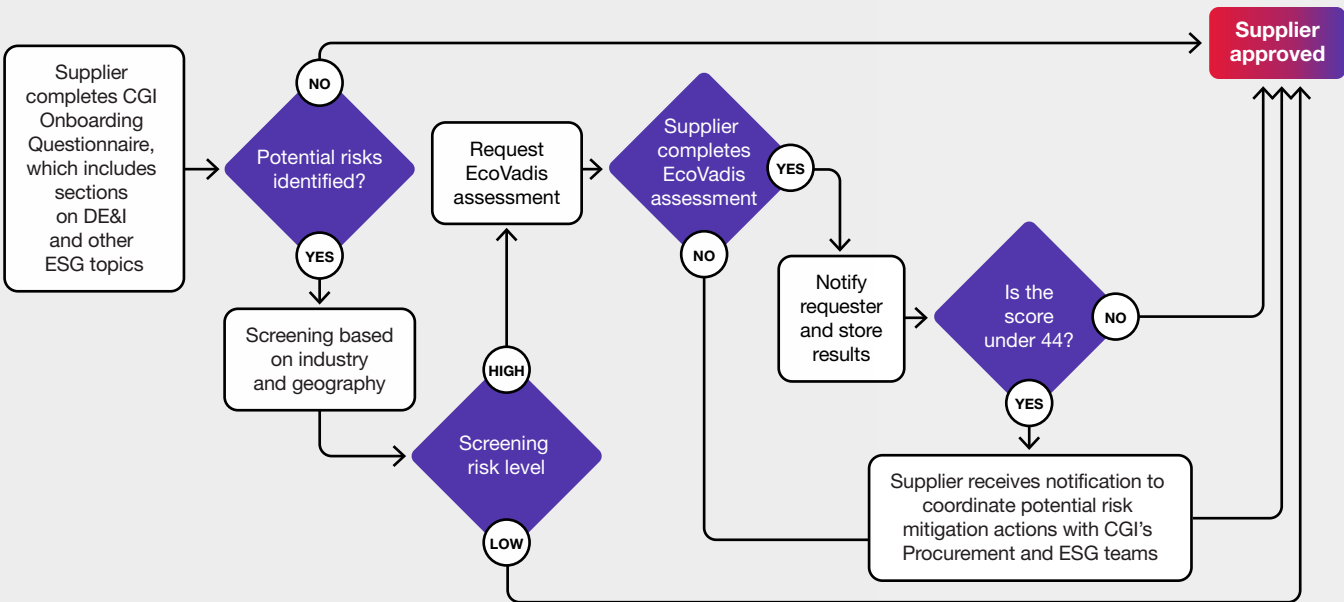 Supplier
completes CGI
Onboarding
Questionnaire,
which includes
sections
on DE&I
and other
ESG topics
NO
Potential risks
identified?
YES
Screening based
on industry
and geography
HIGH
Screening
risk level
LOW
Request
EcoVadis
assessment
Supplier
completes
EcoVadis
assessment
YES
NO
Notify
requester
and store
results
Is the
score
under 44?
NO
YES
Supplier receives notification to
coordinate potential risk
mitigation actions with CGI's
Procurement and ESG teams
Supplier
approved